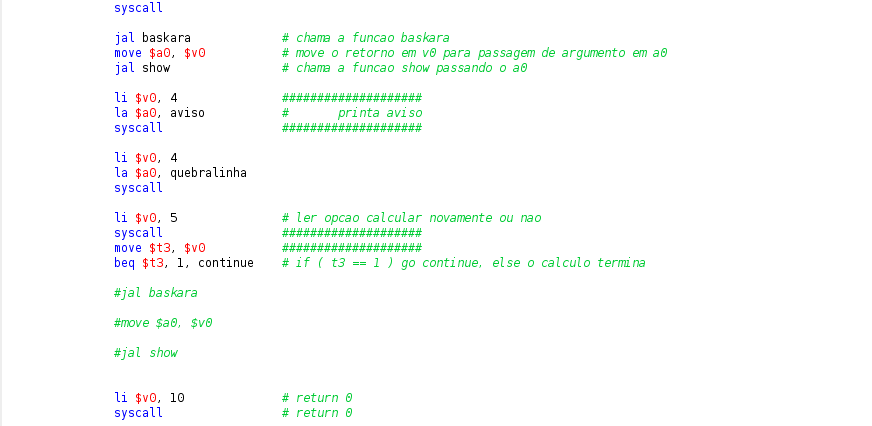 syscall
jal baskara # chama a funcao baskara
move $a0, $v0 # move o retorno em v0 para passagem de argumento em a0
jal show # chama a funcao show passando o a0
li $v0, 4 ####################
la $a0, aviso # printa aviso
syscall ####################
li $v0, 4
la $a0, quebralinha
syscall
li $v0, 5 # ler opcao calcular novamente ou nao
syscall ####################
move $t3, $v0 ####################
beq $t3, 1, continue # if ( t3 == 1 ) go continue, else o calculo termina
#jal baskara
#move $a0, $v0
#jal show
li $v0, 10 # return 0
syscall # return 0